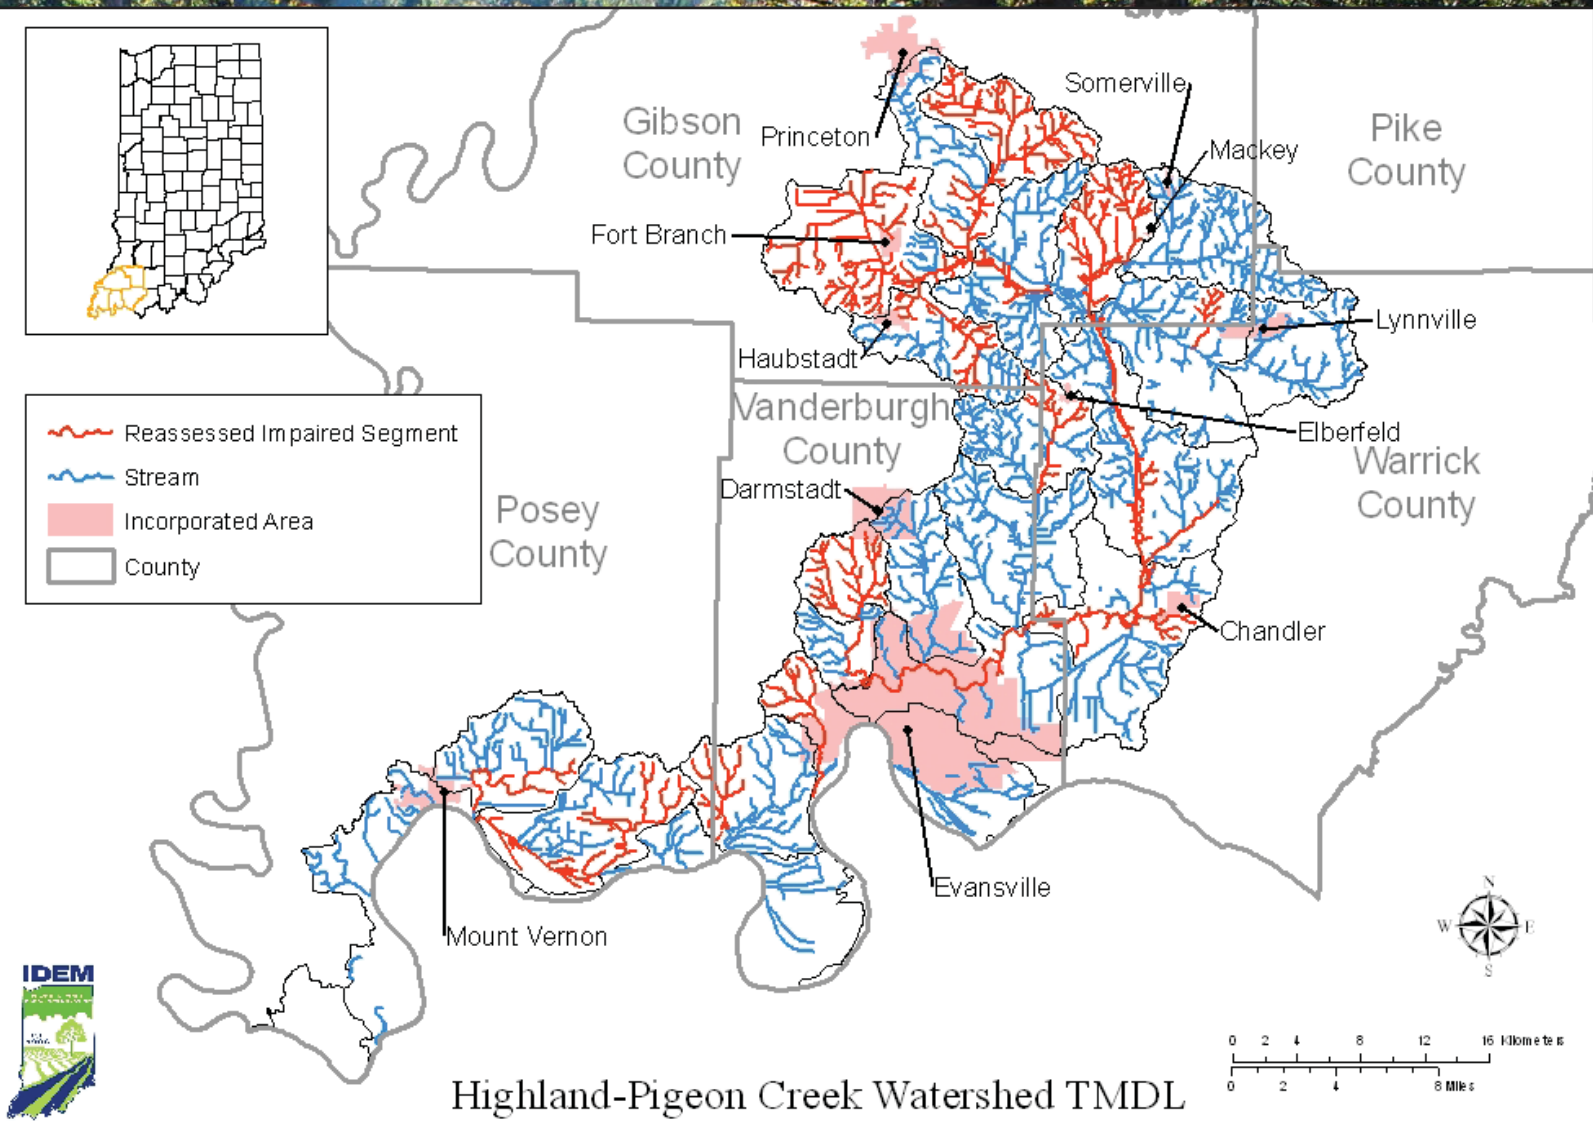 Somerville
Gibson
County
Princeton
Pike
County
Mackey
Fort Branch
Lynnville
Haubstadt
Reassessed Impaired Segment
Stream
Incorporated Area
County
Vanderburgh
County
Elberfeld
Warrick
County
Darmstadt
Posey
County
Chandler
Evansville
Mount Vernon
N
W
E
S
IDEM
0 2 4 8 12 16 Kilometers
0 2 4 8 Miles
Highland-Pigeon Creek Watershed TMDL